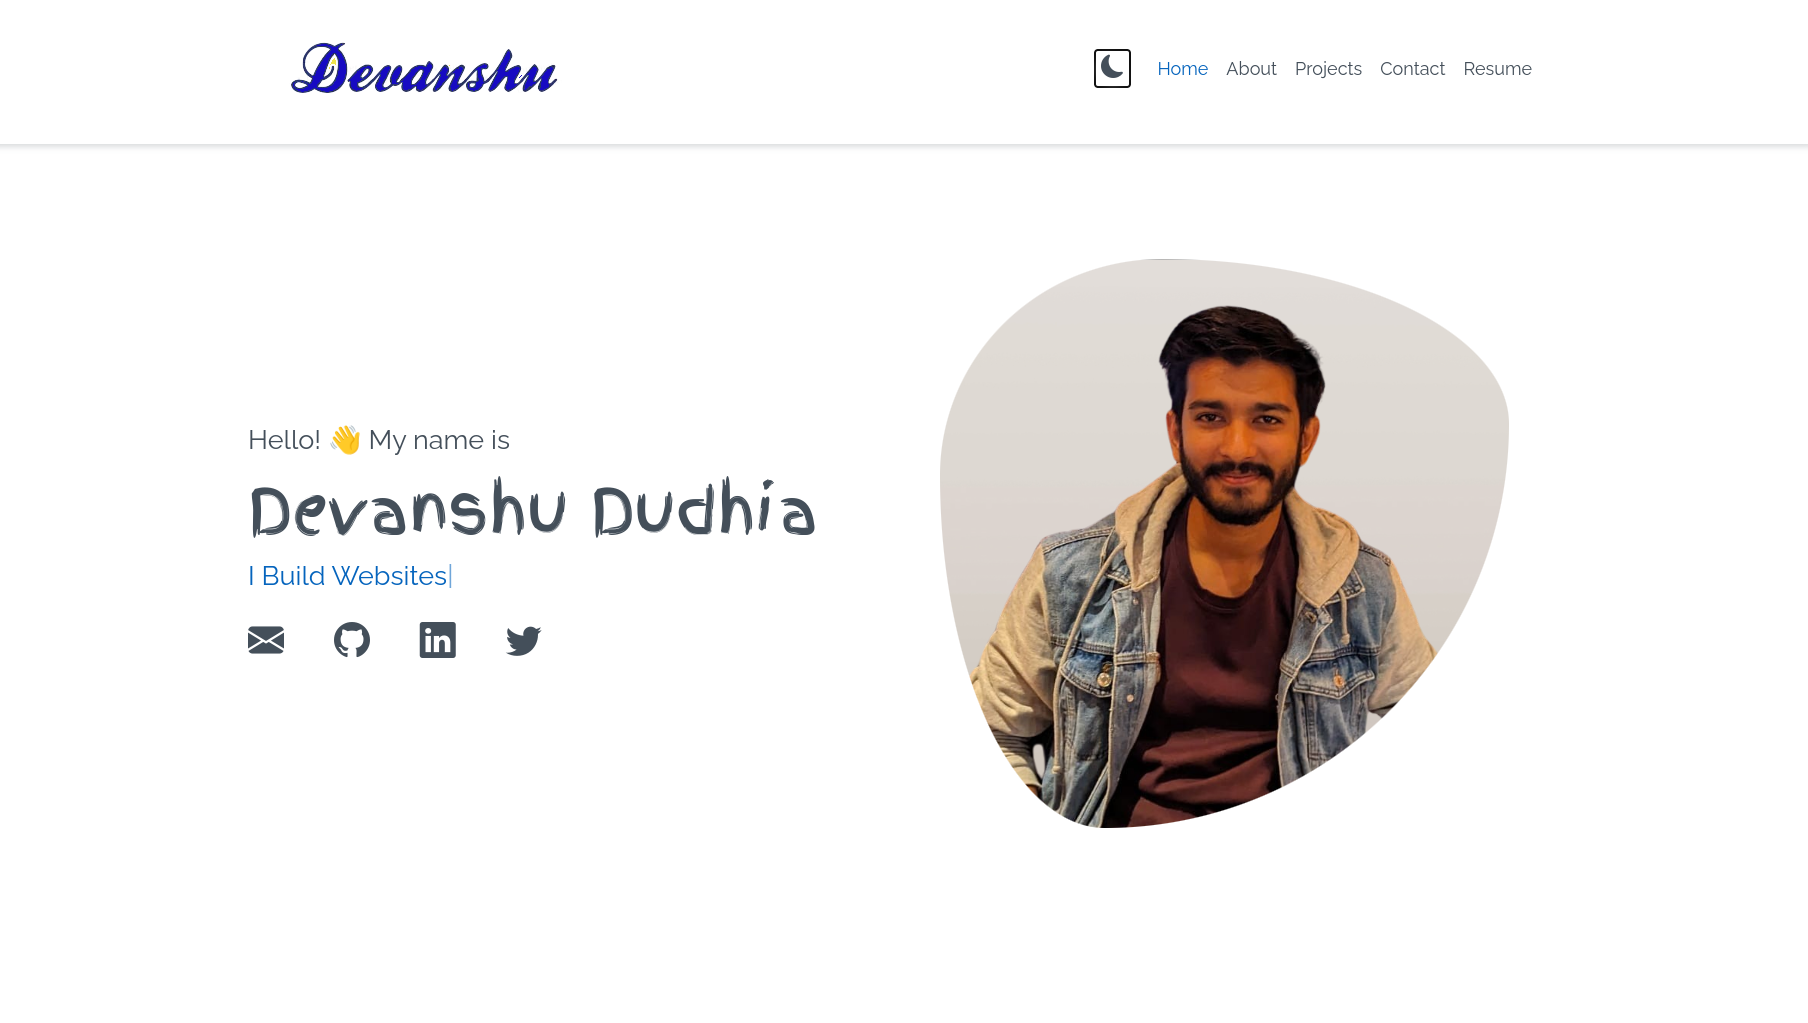 Devanshu
Home About Projects Contact Resume
Hello! 👋 My name is
Devanshu Dudhia
I Build Websites|